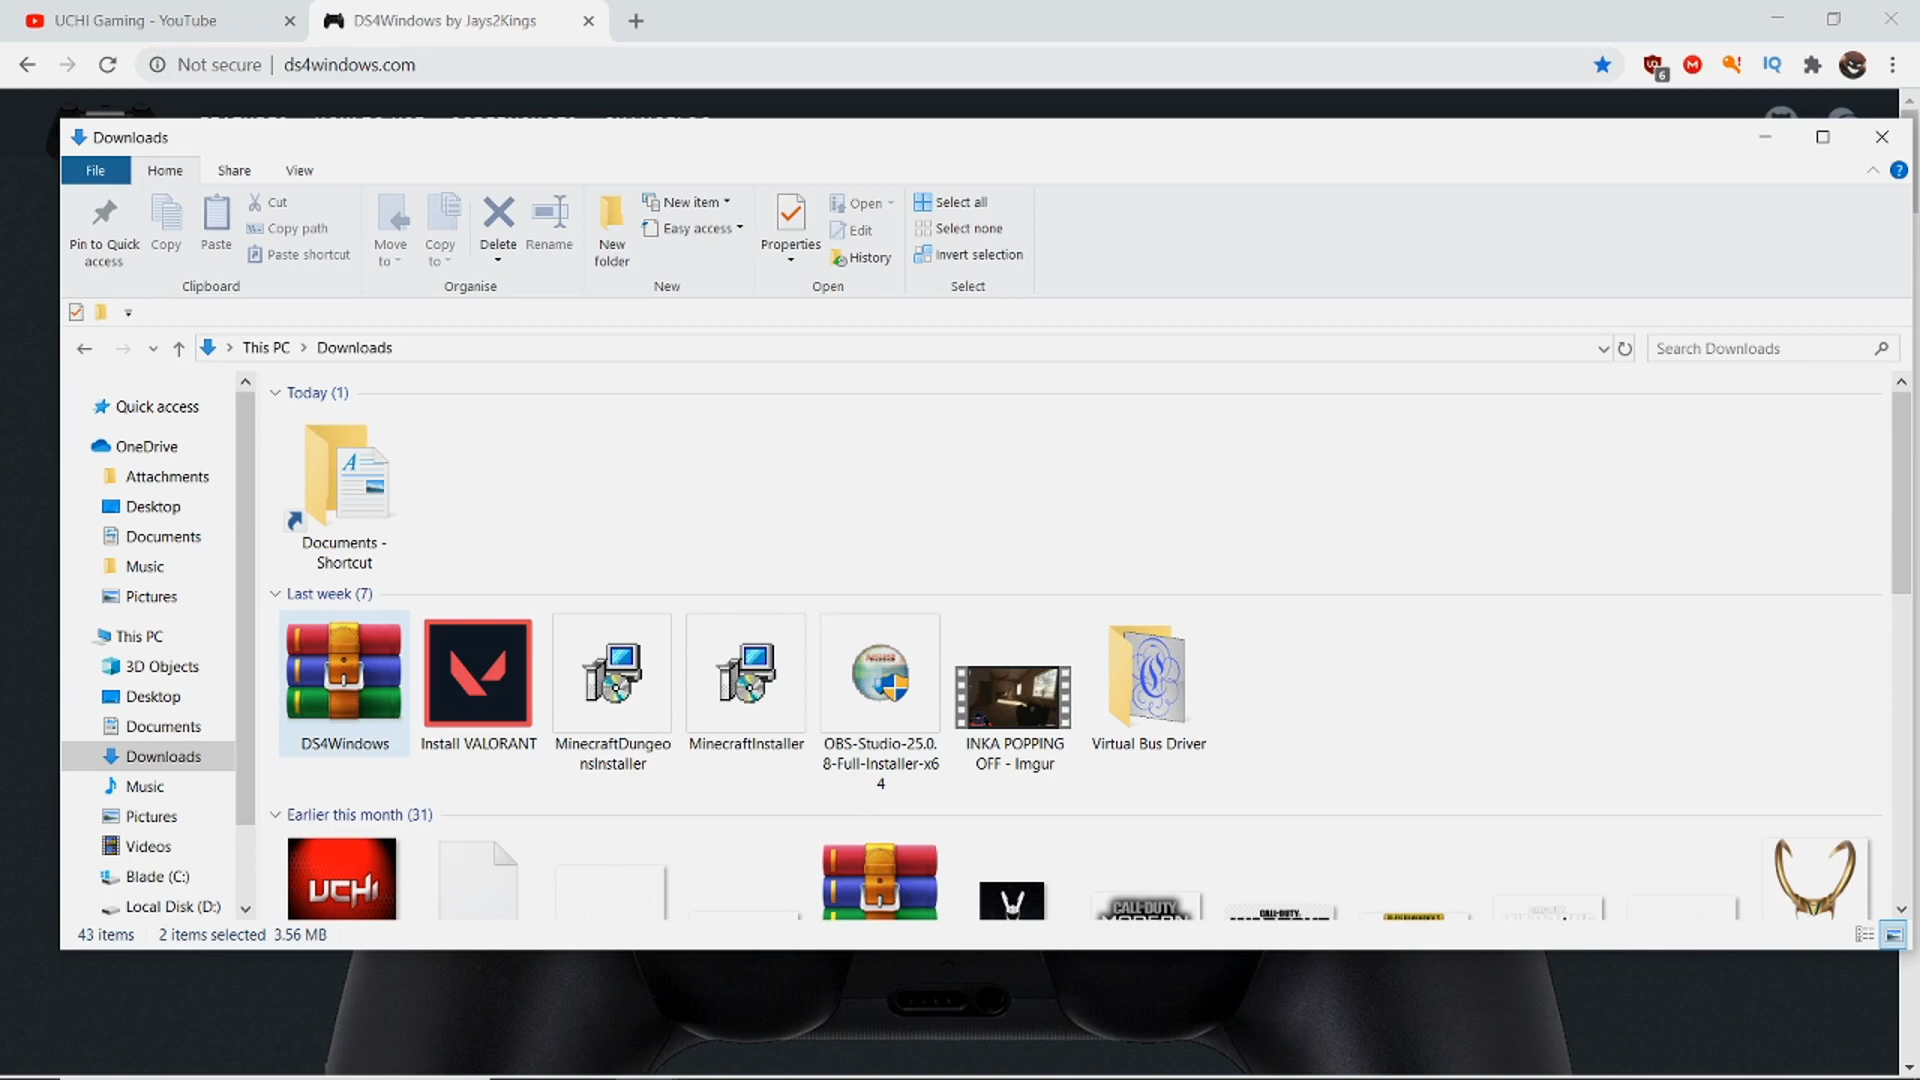 UCHI Gaming - YouTube
DS4Windows by Jays2Kings
Not secure
ds4windows.com
6
M
IQ
Downloads
File
Home
Share
View
Pin to Quick
access
Copy
Paste
Cut
Copy path
Paste shortcut
Clipboard
Move
to
Copy
to
Delete
Rename
Organise
New
folder
New item
Easy access
New
Properties
Open
Edit
History
Open
Select all
Select none
Invert selection
Select
This PC
Downloads
Search Downloads
Quick access
OneDrive
Attachments
Desktop
Documents
Music
Pictures
This PC
3D Objects
Desktop
Documents
Downloads
Music
Pictures
Videos
Blade (C:)
Local Disk (D:)
Today (1)
Documents -
Shortcut
Last week (7)
DS4Windows
Install VALORANT
MinecraftDungeo
nsInstaller
MinecraftInstaller
OBS-Studio-25.0.
8-Full-Installer-x6
4
INKA POPPING
OFF - Imgur
Virtual Bus Driver
Earlier this month (31)
UCHI
CALL·DUTY
43 items
2 items selected 3.56 MB